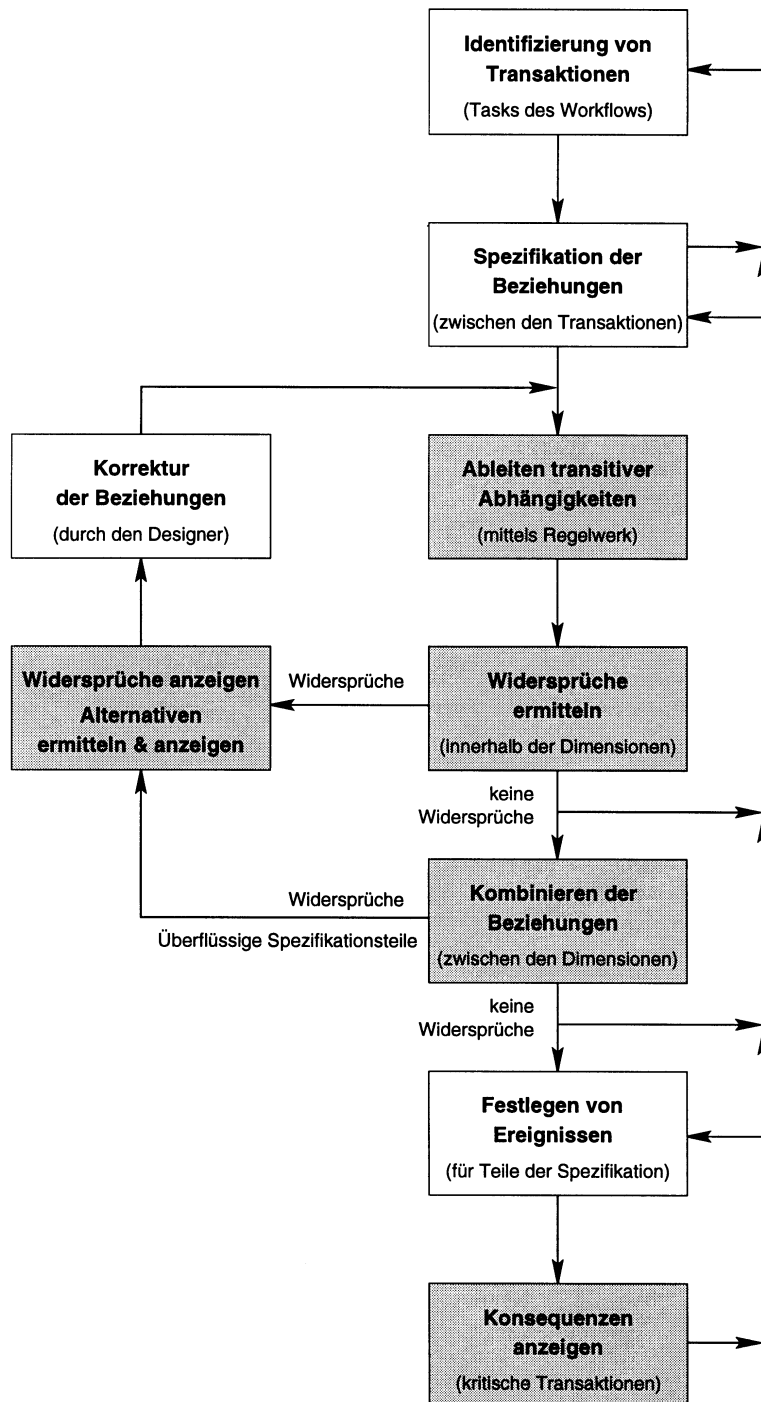 Identifizierung von
Transaktionen
(Tasks des Workflows)
Spezifikation der
Beziehungen
(zwischen den Transaktionen)
Korrektur
der Beziehungen
(durch den Designer)
Ableiten transitiver
Abhängigkeiten
(mittels Regelwerk)
Widersprüche anzeigen
Alternativen
ermitteln & anzeigen
Widersprüche
Widersprüche
ermitteln
(innerhalb der Dimensionen)
keine
Widersprüche
Widersprüche
Überflüssige Spezifikationsteile
Kombinieren der
Beziehungen
(zwischen den Dimensionen)
keine
Widersprüche
Festlegen von
Ereignissen
(für Teile der Spezifikation)
Konsequenzen
anzeigen
(kritische Transaktionen)